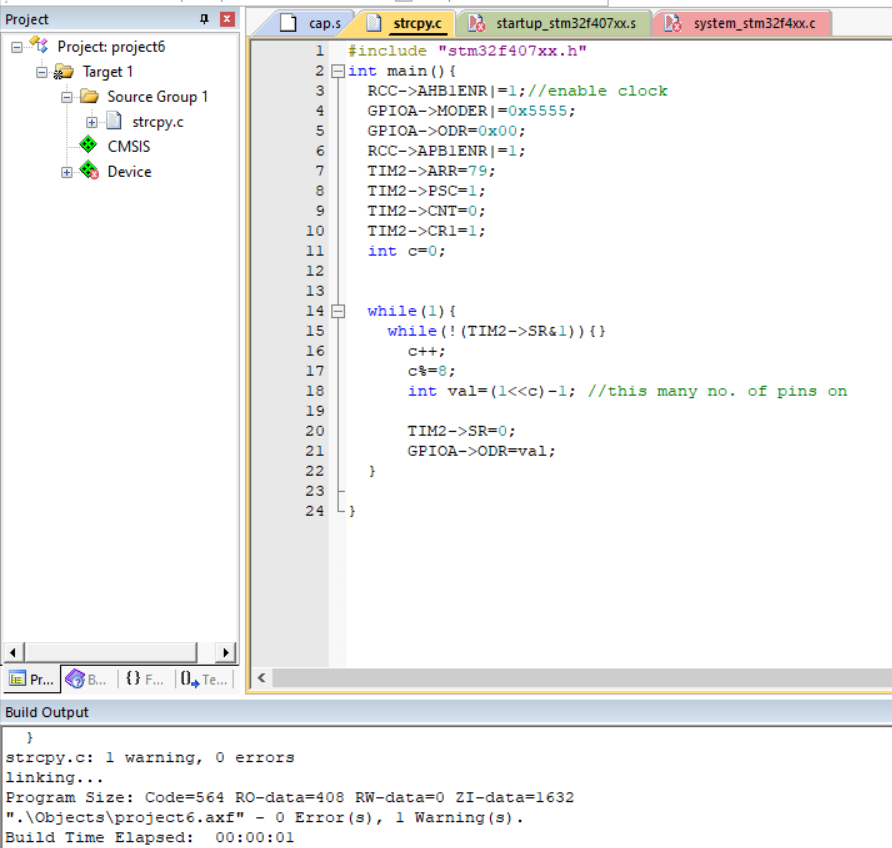 Project
Project: project6
Target 1
Source Group 1
strcpy.c
CMSIS
Device
Pr...
B...
{} F...
Te...
cap.s
strcpy.c
startup_stm32f407xx.s
system_stm32f4xx.c
1 #include "stm32f407xx.h"
2 int main(){
3 RCC->AHB1ENR|=1;//enable clock
4 GPIOA->MODER|=0x5555;
5 GPIOA->ODR=0x00;
6 RCC->APB1ENR|=1;
7 TIM2->ARR=79;
8 TIM2->PSC=1;
9 TIM2->CNT=0;
10 TIM2->CR1=1;
11 int c=0;
12
13
14 while(1){
15 while(!(TIM2->SR&1)){}
16 c++;
17 c%=8;
18 int val=(1<<c)-1; //this many no. of pins on
19
20 TIM2->SR=0;
21 GPIOA->ODR=val;
22 }
23
24 }
Build Output
}
strcpy.c: 1 warning, 0 errors
linking...
Program Size: Code=564 RO-data=408 RW-data=0 ZI-data=1632
".\Objects\project6.axf" - 0 Error(s), 1 Warning(s).
Build Time Elapsed: 00:00:01